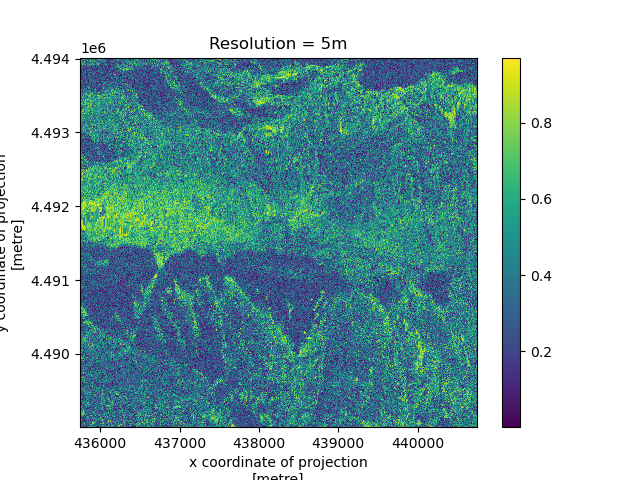 Resolution = 5m
1e6
4.494
4.493
4.492
4.491
4.490
y coordinate of projection
[metre]
436000 437000 438000 439000 440000
x coordinate of projection
[metre]
0.8
0.6
0.4
0.2